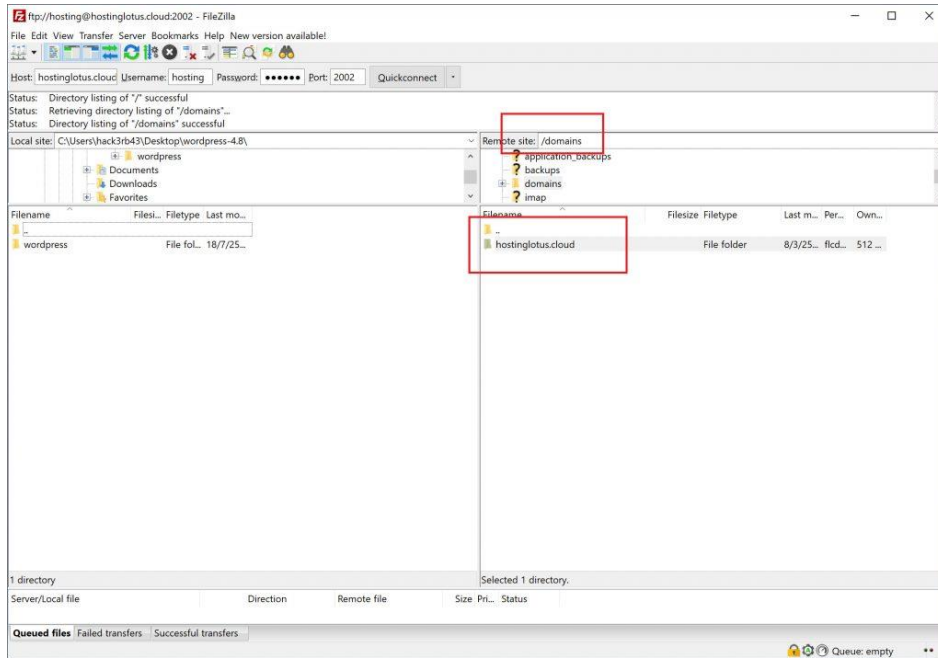 ftp://hosting@hostinglotus.cloud:2002 - FileZilla
File Edit View Transfer Server Bookmarks Help New version available!
Host: hostinglotus.cloud Username: hosting Password: ●●●●●● Port: 2002 Quickconnect
Status: Directory listing of "/" successful
Status: Retrieving directory listing of "/domains"...
Status: Directory listing of "/domains" successful
Local site: C:\Users\hack3rb43\Desktop\wordpress-4.8\
wordpress
Documents
Downloads
Favorites
Remote site: /domains
application_backups
backups
domains
imap
Filename Filesi... Filetype Last mo...
..
wordpress File fol... 18/7/25...
1 directory
Filename Filesize Filetype Last m... Per... Own...
..
hostinglotus.cloud File folder 8/3/25... flcd... 512 ...
Selected 1 directory.
Server/Local file Direction Remote file Size Pri... Status
Queued files Failed transfers Successful transfers
Queue: empty